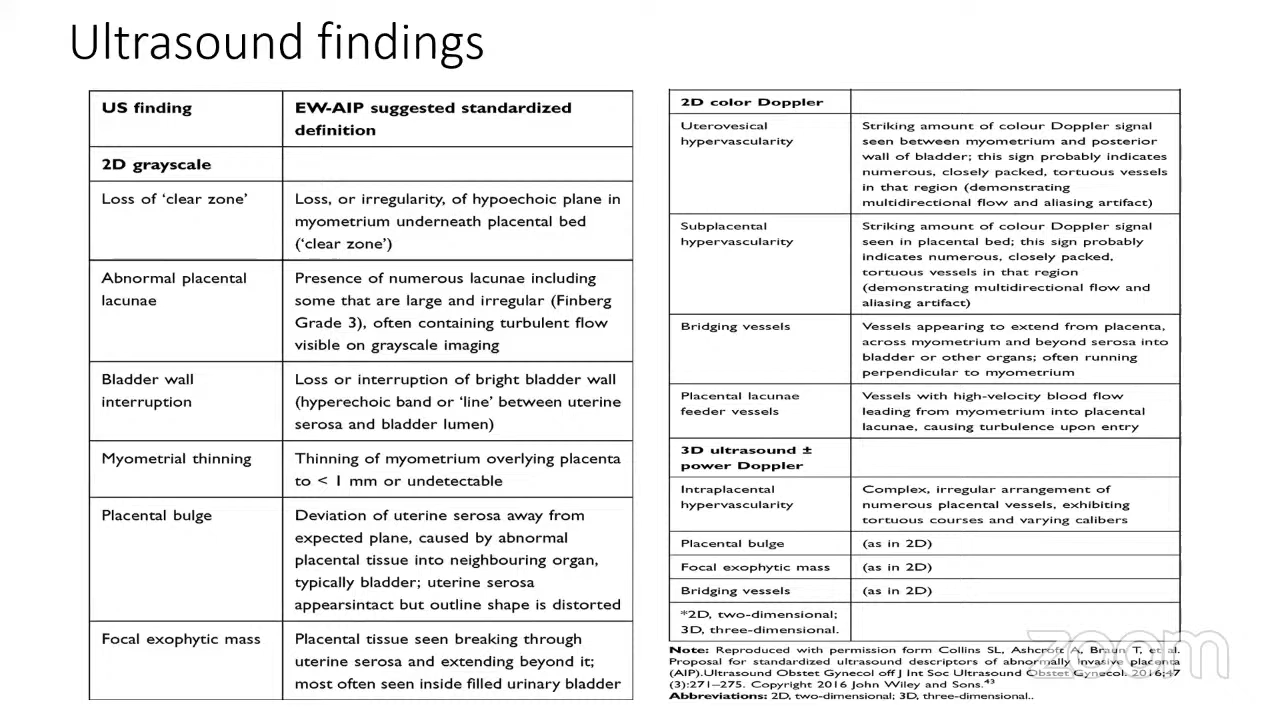 Ultrasound findings
US finding
EW-AIP suggested standardized
definition
2D grayscale
Loss of ‘clear zone’
Loss, or irregularity, of hypoechoic plane in
myometrium underneath placental bed
(‘clear zone’)
Abnormal placental
lacunae
Presence of numerous lacunae including
some that are large and irregular (Finberg
Grade 3), often containing turbulent flow
visible on grayscale imaging
Bladder wall
interruption
Loss or interruption of bright bladder wall
(hyperechoic band or ‘line’ between uterine
serosa and bladder lumen)
Myometrial thinning
Thinning of myometrium overlying placenta
to < 1 mm or undetectable
Placental bulge
Deviation of uterine serosa away from
expected plane, caused by abnormal
placental tissue into neighbouring organ,
typically bladder; uterine serosa
appearsintact but outline shape is distorted
Focal exophytic mass
Placental tissue seen breaking through
uterine serosa and extending beyond it;
most often seen inside filled urinary bladder
2D color Doppler
Uterovesical
hypervascularity
Striking amount of colour Doppler signal
seen between myometrium and posterior
wall of bladder; this sign probably indicates
numerous, closely packed, tortuous vessels
in that region (demonstrating
multidirectional flow and aliasing artifact)
Subplacental
hypervascularity
Striking amount of colour Doppler signal
seen in placental bed; this sign probably
indicates numerous, closely packed,
tortuous vessels in that region
(demonstrating multidirectional flow and
aliasing artifact)
Bridging vessels
Vessels appearing to extend from placenta,
across myometrium and beyond serosa into
bladder or other organs; often running
perpendicular to myometrium
Placental lacunae
feeder vessels
Vessels with high-velocity blood flow
leading from myometrium into placental
lacunae, causing turbulence upon entry
3D ultrasound ±
power Doppler
Intraplacental
hypervascularity
Complex, irregular arrangement of
numerous placental vessels, exhibiting
tortuous courses and varying calibers
Placental bulge
(as in 2D)
Focal exophytic mass
(as in 2D)
Bridging vessels
(as in 2D)
*2D, two-dimensional;
3D, three-dimensional.
Note: Reproduced with permission form Collins SL, Ashcroft A, Braun T, et al.
Proposal for standardized ultrasound descriptors of abnormally invasive placenta
(AIP).Ultrasound Obstet Gynecol off J Int Soc Ultrasound Obstet Gynecol. 2016;47
(3):271–275. Copyright 2016 John Wiley and Sons.43
Abbreviations: 2D, two-dimensional; 3D, three-dimensional..
zoom